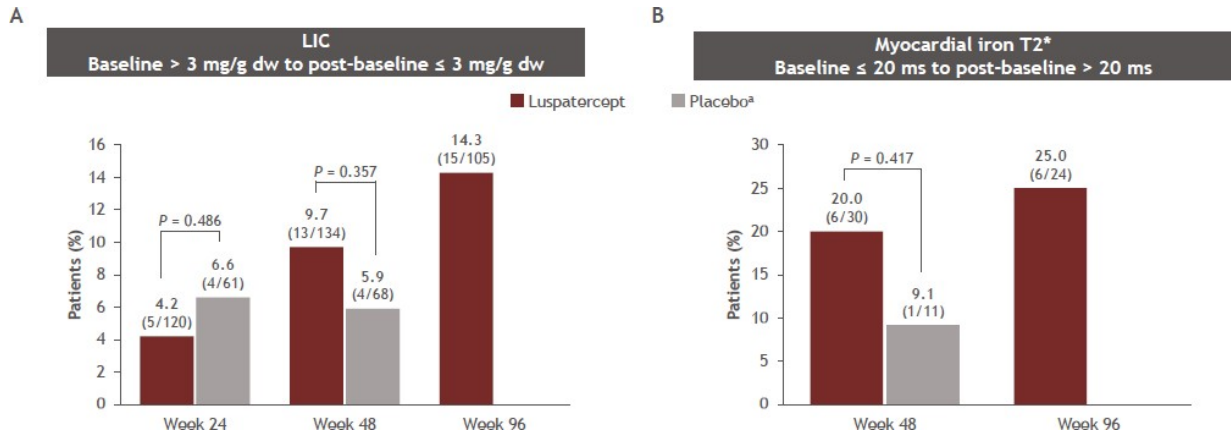 A
LIC
Baseline > 3 mg/g dw to post-baseline ≤ 3 mg/g dw
B
Myocardial iron T2*
Baseline ≤ 20 ms to post-baseline > 20 ms
Luspatercept
Placeboᵃ
Patients (%)
16
14
12
10
8
6
4
2
0
P = 0.486
4.2
(5/120)
6.6
(4/61)
P = 0.357
9.7
(13/134)
5.9
(4/68)
14.3
(15/105)
Week 24
Week 48
Week 96
Patients (%)
30
25
20
15
10
5
0
P = 0.417
20.0
(6/30)
9.1
(1/11)
25.0
(6/24)
Week 48
Week 96